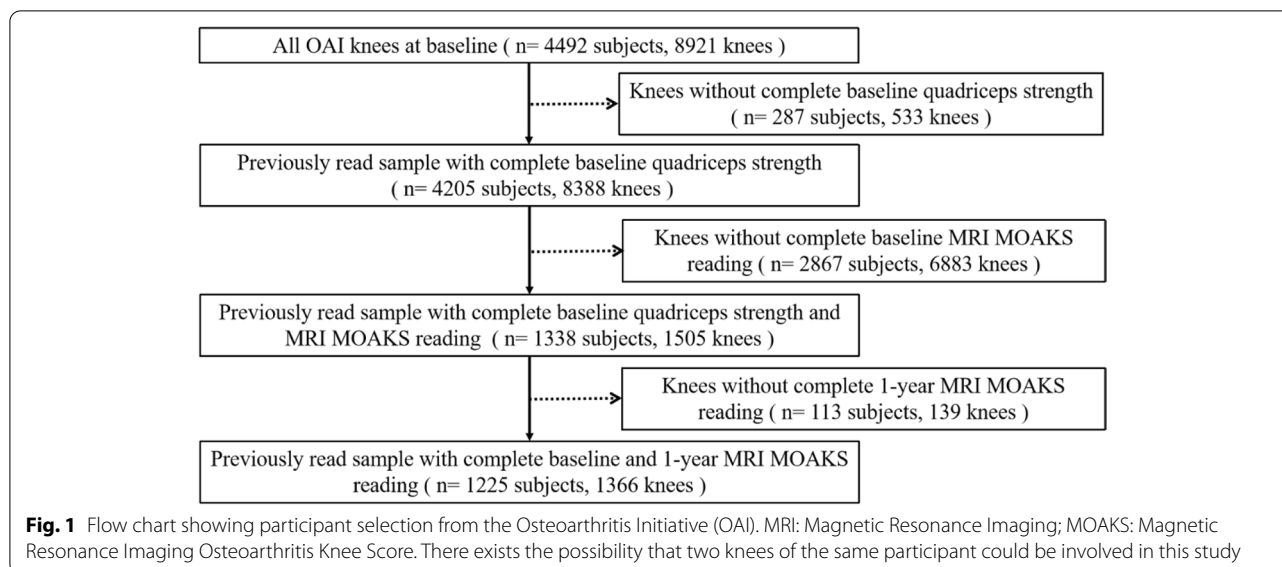 All OAI knees at baseline ( n= 4492 subjects, 8921 knees )
Knees without complete baseline quadriceps strength
( n= 287 subjects, 533 knees )
Previously read sample with complete baseline quadriceps strength
( n= 4205 subjects, 8388 knees )
Knees without complete baseline MRI MOAKS
reading ( n= 2867 subjects, 6883 knees )
Previously read sample with complete baseline quadriceps strength and
MRI MOAKS reading ( n= 1338 subjects, 1505 knees )
Knees without complete 1-year MRI MOAKS
reading ( n= 113 subjects, 139 knees )
Previously read sample with complete baseline and 1-year MRI MOAKS
reading ( n= 1225 subjects, 1366 knees )
Fig. 1 Flow chart showing participant selection from the Osteoarthritis Initiative (OAI). MRI: Magnetic Resonance Imaging; MOAKS: Magnetic
Resonance Imaging Osteoarthritis Knee Score. There exists the possibility that two knees of the same participant could be involved in this study